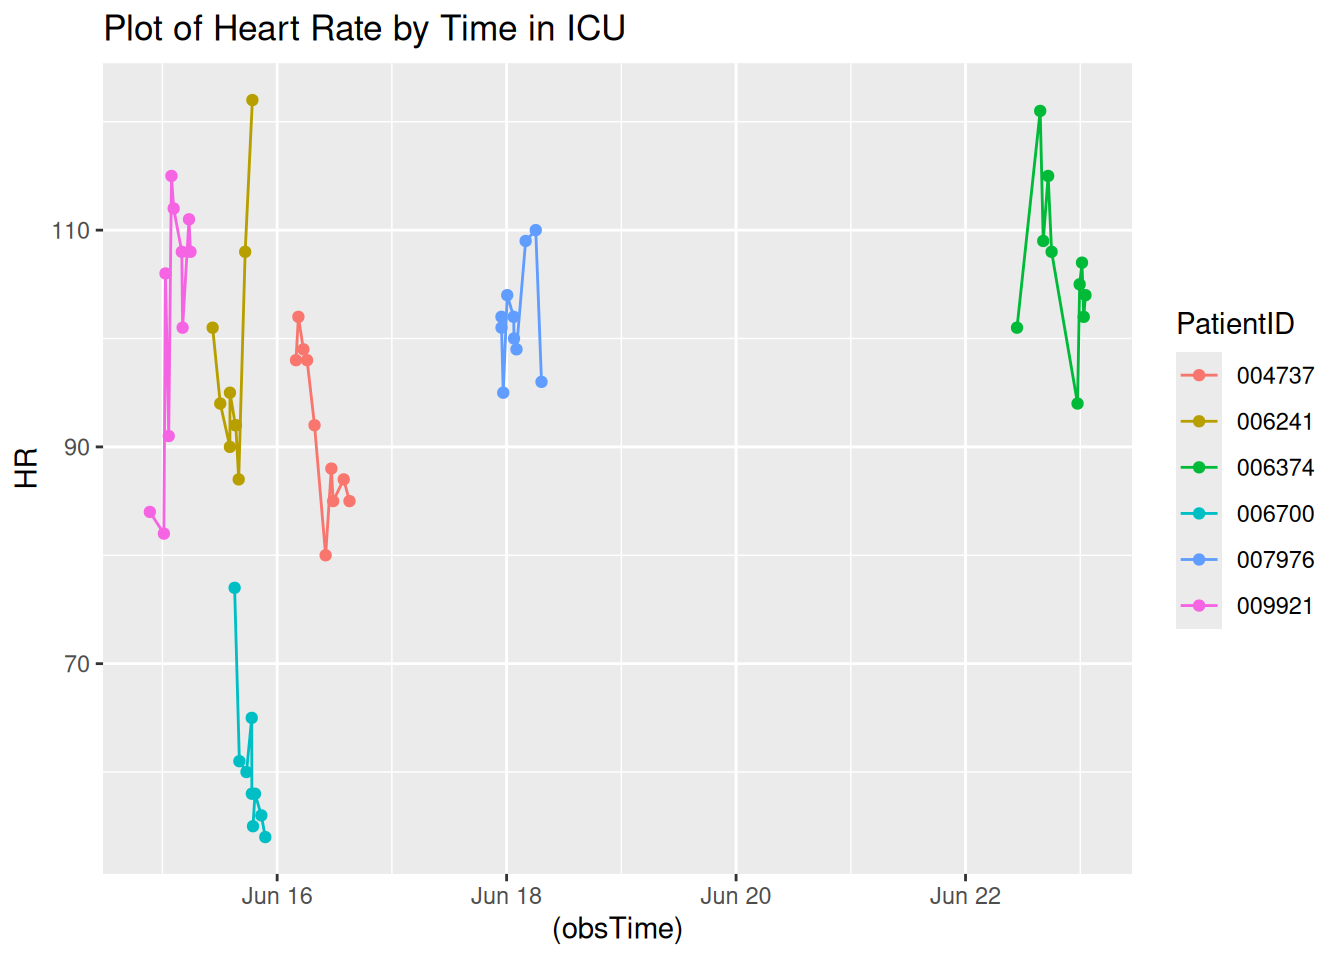 Plot of Heart Rate by Time in ICU
110
90
70
HR
Jun 16
Jun 18
Jun 20
Jun 22
(obsTime)
PatientID
004737
006241
006374
006700
007976
009921